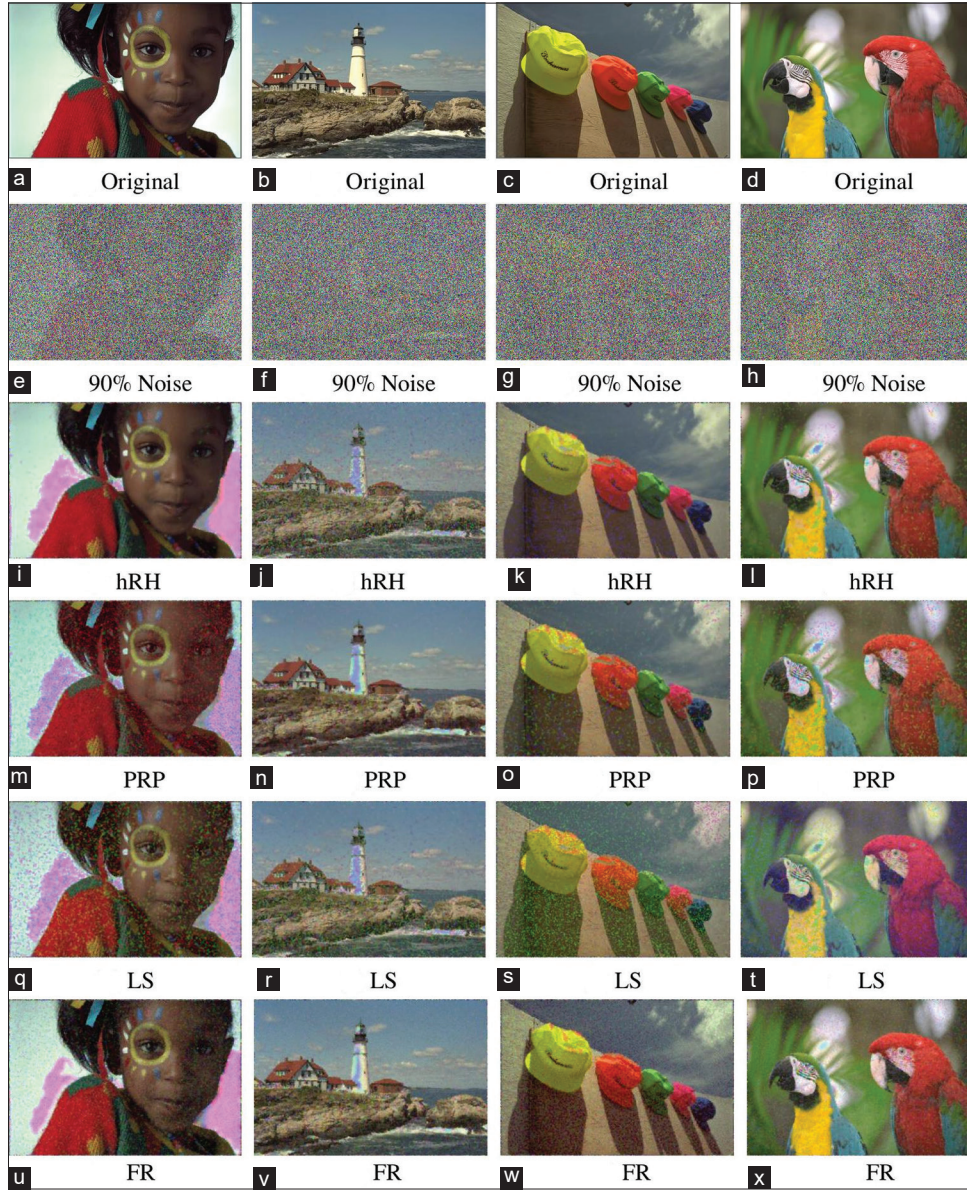 a Original b Original c Original d Original
e 90% Noise f 90% Noise g 90% Noise h 90% Noise
i hRH j hRH k hRH l hRH
m PRP n PRP o PRP p PRP
q LS r LS s LS t LS
u FR v FR w FR x FR